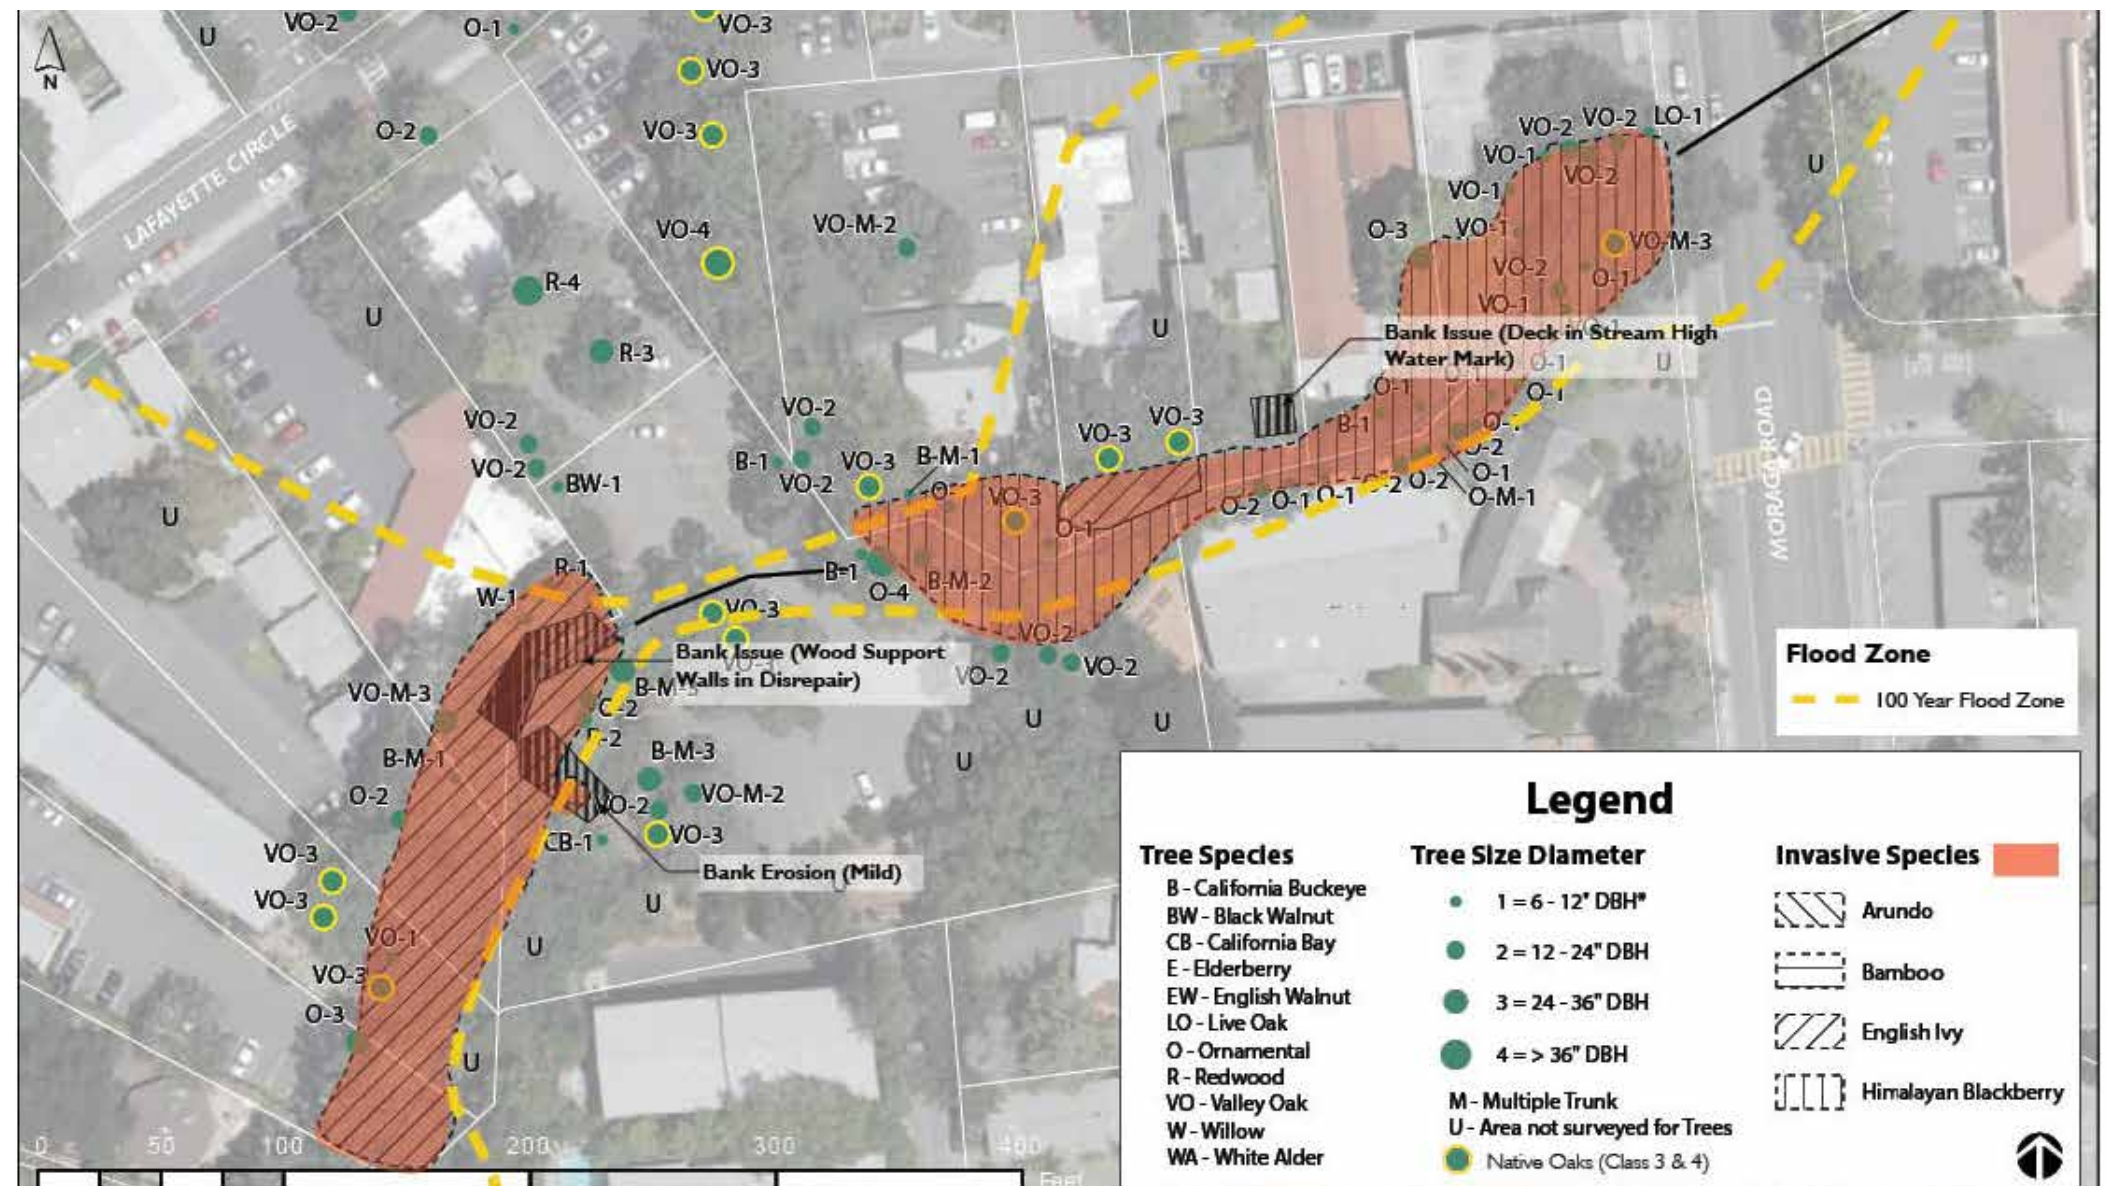 VO-2
U
O-1
VO-3
N
VO-3
O-2
VO-3
LAFAYETTE CIRCLE
VO-2
VO-2
LO-1
VO-1
VO-2
U
VO-1
VO-4
VO-M-2
O-3
VO-1
VO-M-3
R-4
VO-2
O-1
VO-1
U
R-3
U
Bank Issue (Deck in Stream High
Water Mark)
O-1
U
O-1
O-1
VO-2
VO-2
VO-3
VO-3
B-1
MORAGA ROAD
VO-2
BW-1
B-1
VO-2
VO-3
B-M-1
VO-3
O-1
O-2
O-1
O-1
O-2
O-2
O-1
O-M-1
U
R-1
W-1
B-1
O-4
B-M-2
VO-3
VO-2
VO-2
VO-2
Bank Issue (Wood Support
Walls in Disrepair)
VO-M-3
U
U
U
B-M-1
B-M-3
O-2
VO-M-2
VO-3
CB-1
VO-3
VO-3
Bank Erosion (Mild)
U
U
VO-1
VO-3
O-3
U
0 50 100 200 300 400
Feet
Flood Zone
100 Year Flood Zone
Legend
Tree Species
B - California Buckeye
BW - Black Walnut
CB - California Bay
E - Elderberry
EW - English Walnut
LO - Live Oak
O - Ornamental
R - Redwood
VO - Valley Oak
W - Willow
WA - White Alder
Tree Size Diameter
1 = 6 - 12" DBH*
2 = 12 - 24" DBH
3 = 24 - 36" DBH
4 = > 36" DBH
M - Multiple Trunk
U - Area not surveyed for Trees
Native Oaks (Class 3 & 4)
Invasive Species
Arundo
Bamboo
English Ivy
Himalayan Blackberry